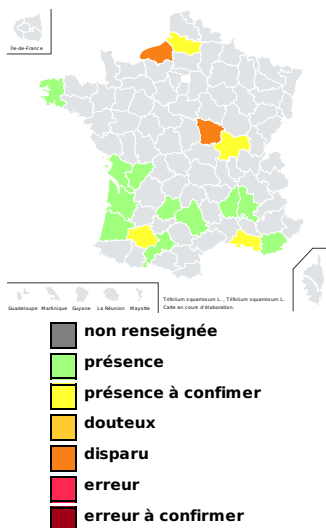 Île-de-France
Guadeloupe Martinique Guyane La Réunion Mayotte
Trifolium squarrosum L. , Trifolium squarrosum L.
Carte en cours d'élaboration.
non renseignée
présence
présence à confimer
douteux
disparu
erreur
erreur à confirmer